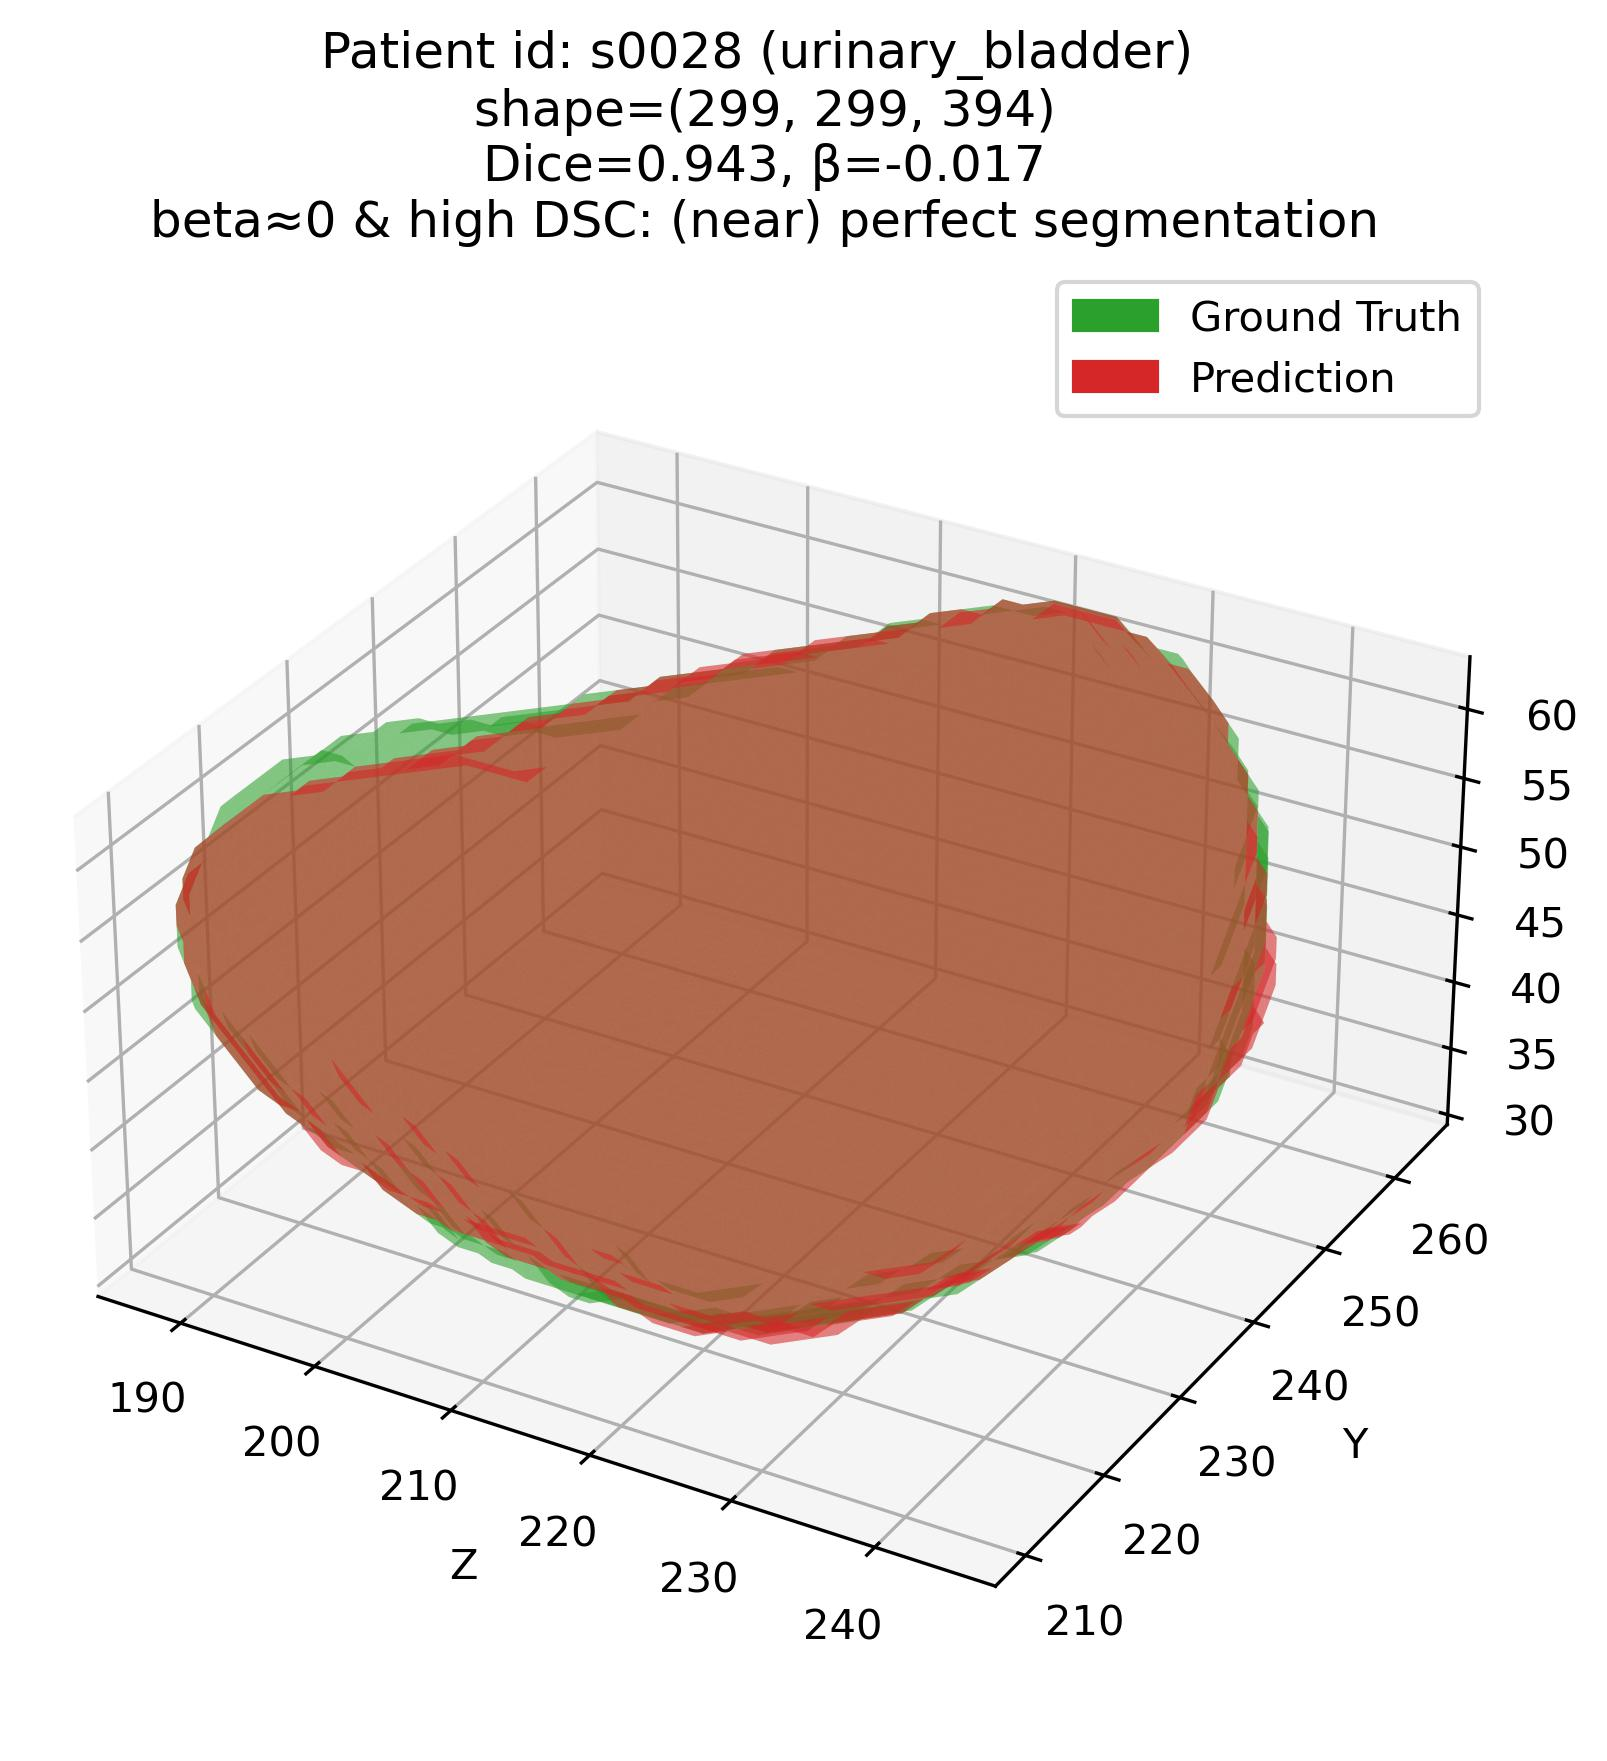 Patient id: s0028 (urinary_bladder)
shape=(299, 299, 394)
Dice=0.943, β=-0.017
beta≈0 & high DSC: (near) perfect segmentation
Ground Truth
Prediction
60
55
50
45
40
35
30
260
250
240
230
220
210
Y
190
200
210
220
230
240
Z